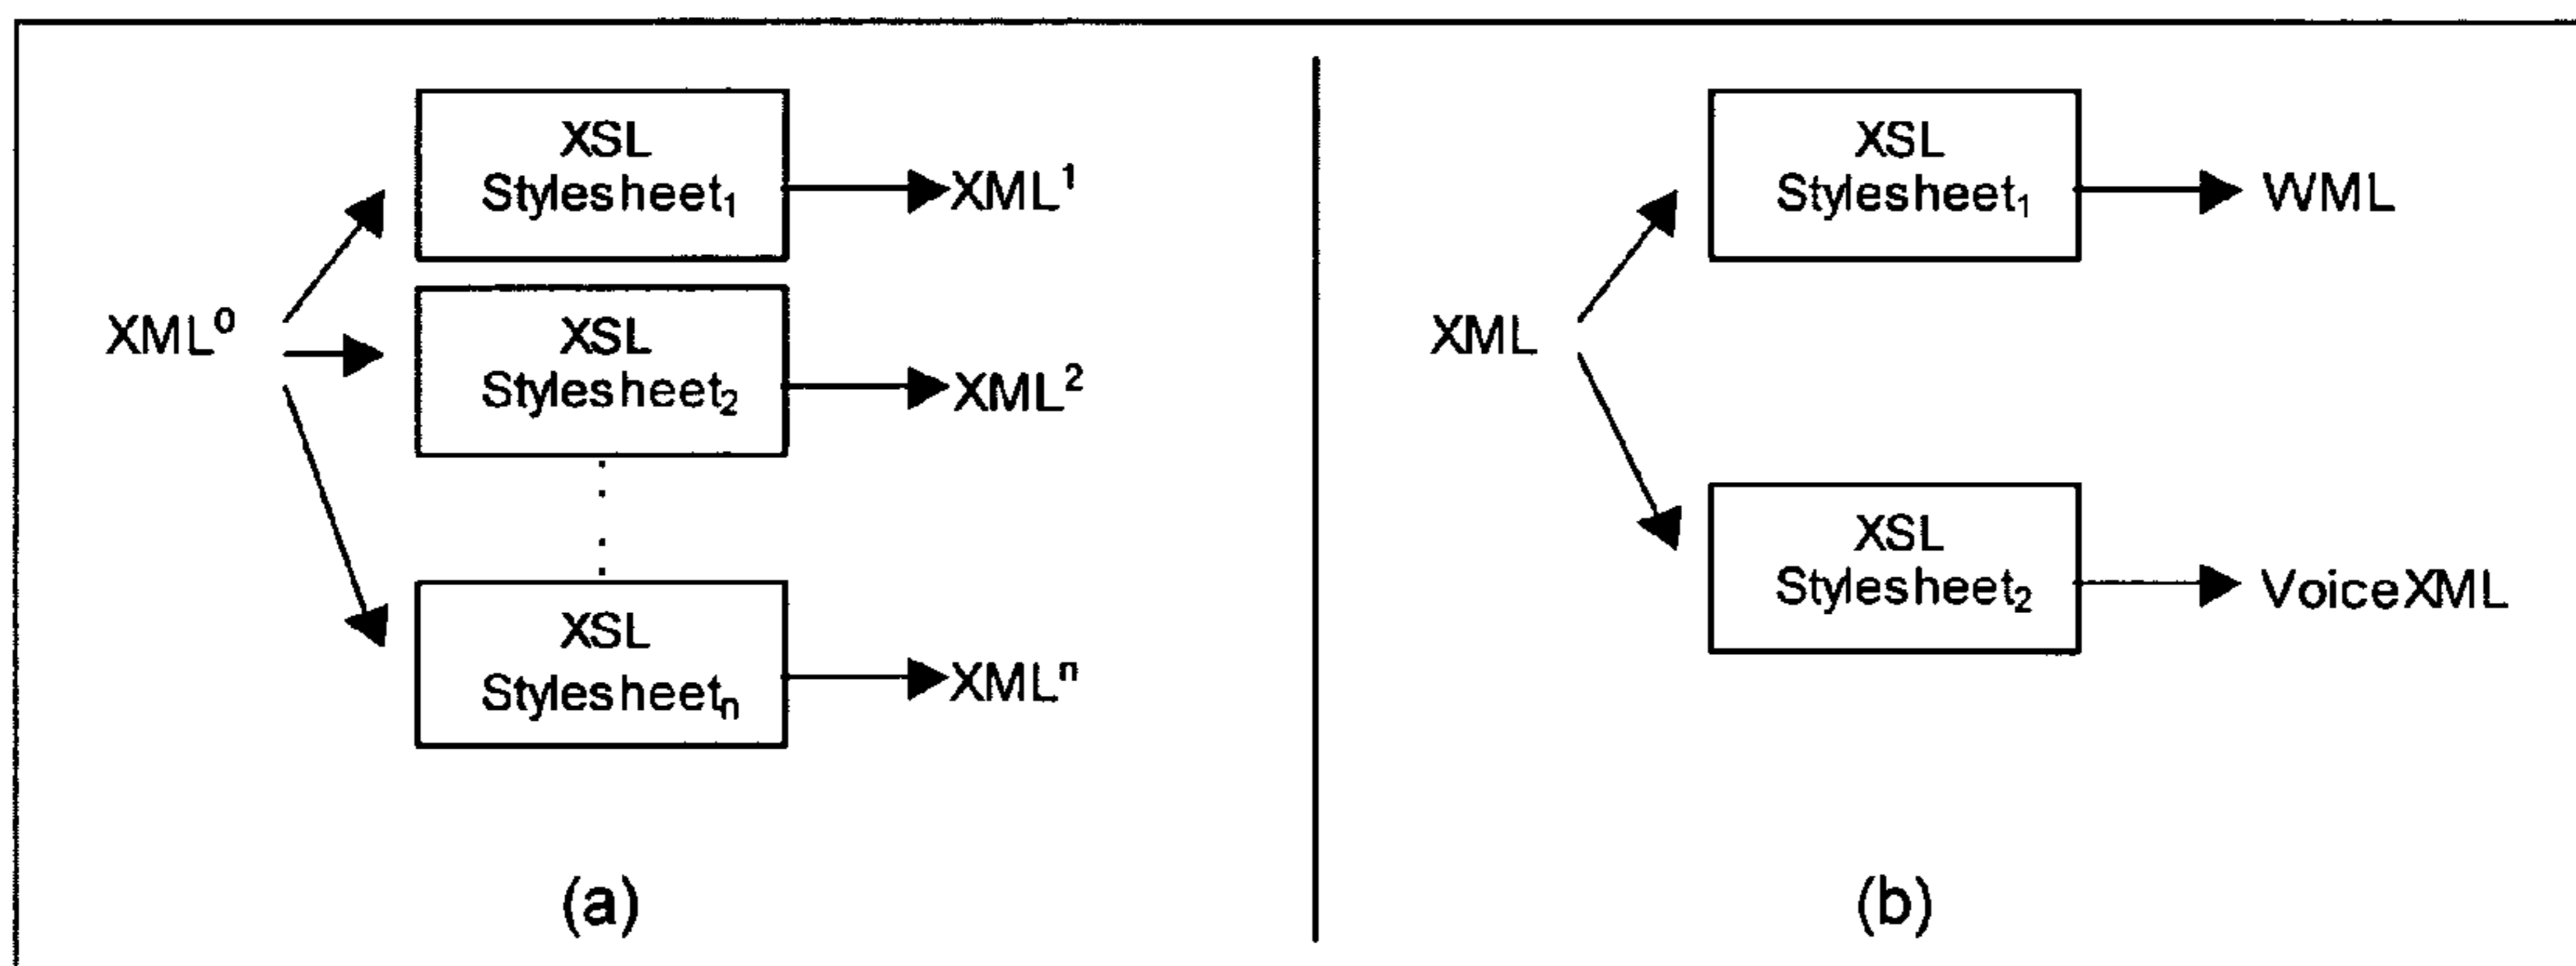 XSL
Stylesheet₁
XML¹
XML⁰
XSL
Stylesheet₂
XML²
XSL
Stylesheetₙ
XMLⁿ
(a)
XSL
Stylesheet₁
WML
XML
XSL
Stylesheet₂
VoiceXML
(b)